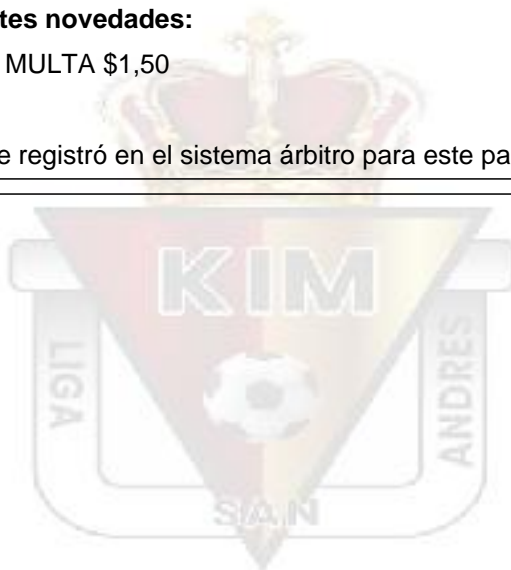 tes novedades:
MULTA $1,50
e registró en el sistema árbitro para este pa
KIM
LIGA
ANDRES
SAN